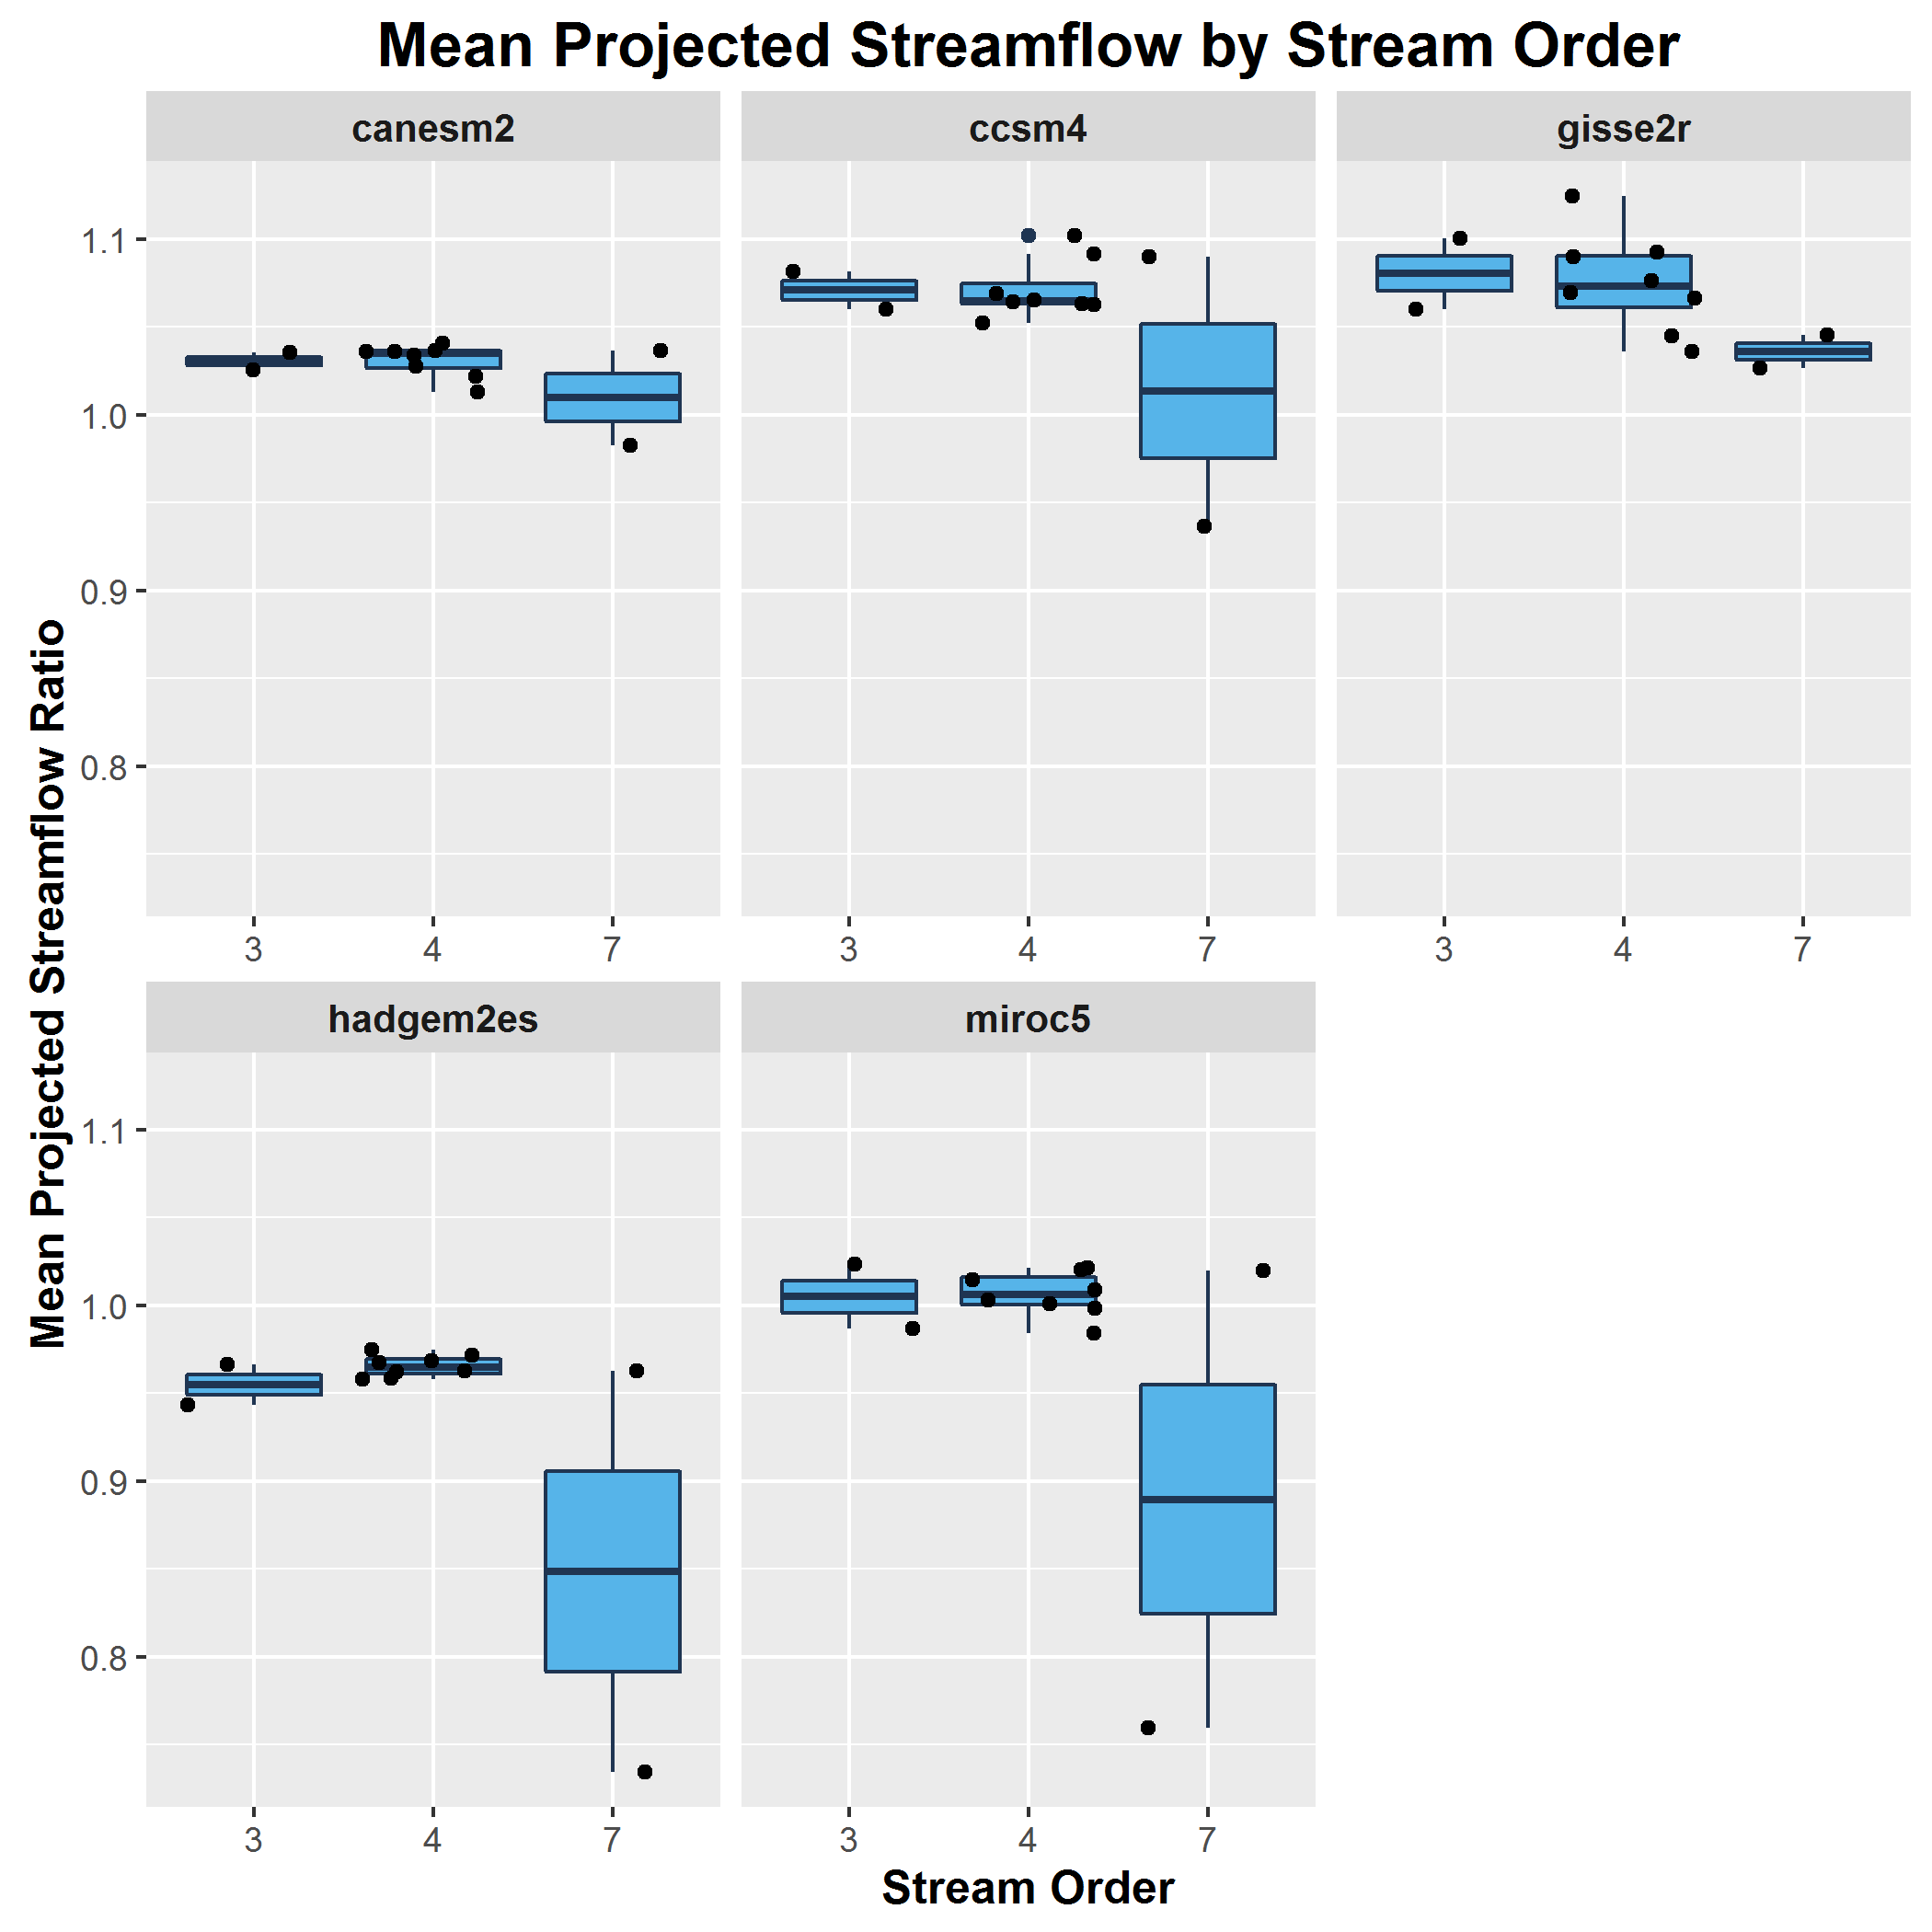 Mean Projected Streamflow by Stream Order
canesm2 ccsm4 gisse2r
1.1
1.0
0.9
0.8
3 4 7 3 4 7 3 4 7
Mean Projected Streamflow Ratio
hadgem2es miroc5
1.1
1.0
0.9
0.8
3 4 7 3 4 7
Stream Order